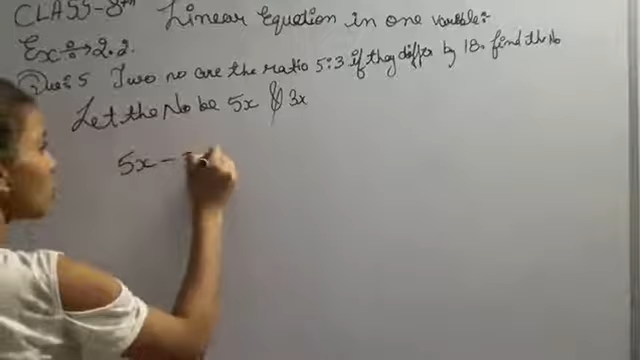 CLASS-8th Linear Equation in one variable:
Ex:→2.2.
Que:5 Two no are the ratio 5:3 if they differ by 18. find the No
Let the No be 5x & 3x
5x -